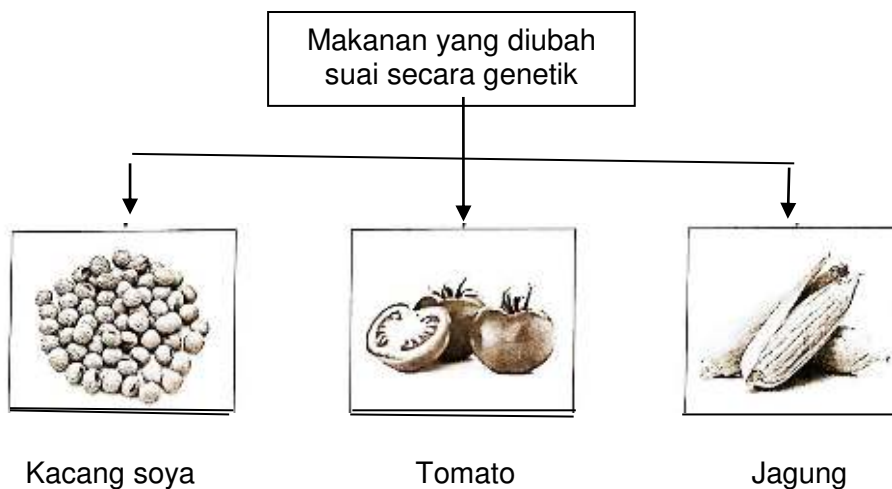 Makanan yang diubah
suai secara genetik
Kacang soya
Tomato
Jagung